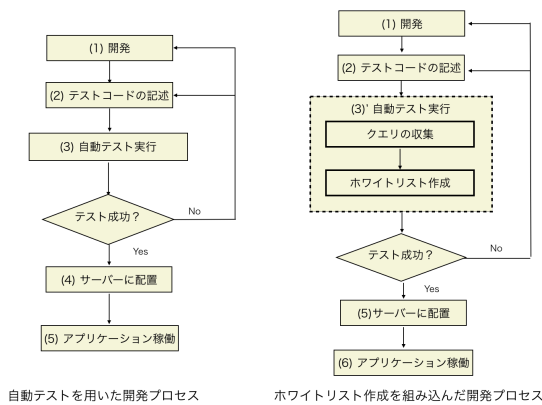 (1) 開発
(2) テストコードの記述
(3) 自動テスト実行
テスト成功？
No
Yes
(4) サーバーに配置
(5) アプリケーション稼働
自動テストを用いた開発プロセス
(1) 開発
(2) テストコードの記述
(3)' 自動テスト実行
クエリの収集
ホワイトリスト作成
テスト成功？
No
Yes
(5)サーバーに配置
(6) アプリケーション稼働
ホワイトリスト作成を組み込んだ開発プロセス